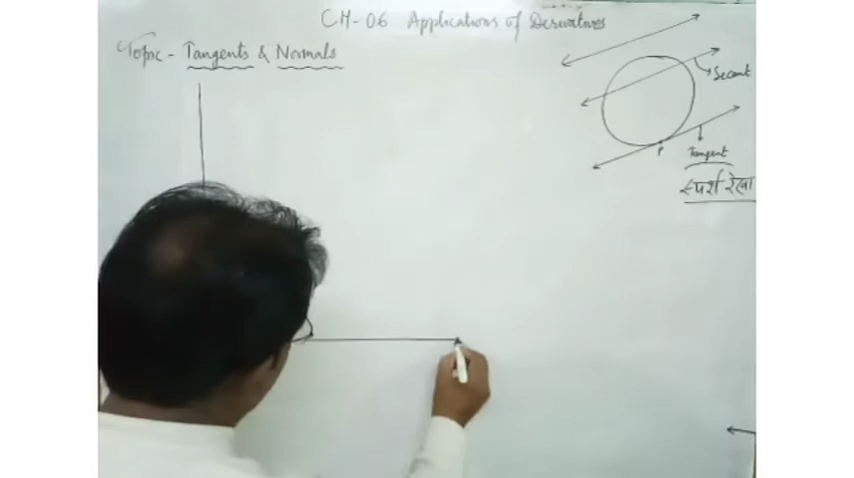 CH-06 Applications of Derivatives
Topic - Tangents & Normals
Secant
P
Tangent
स्पर्श रेखा